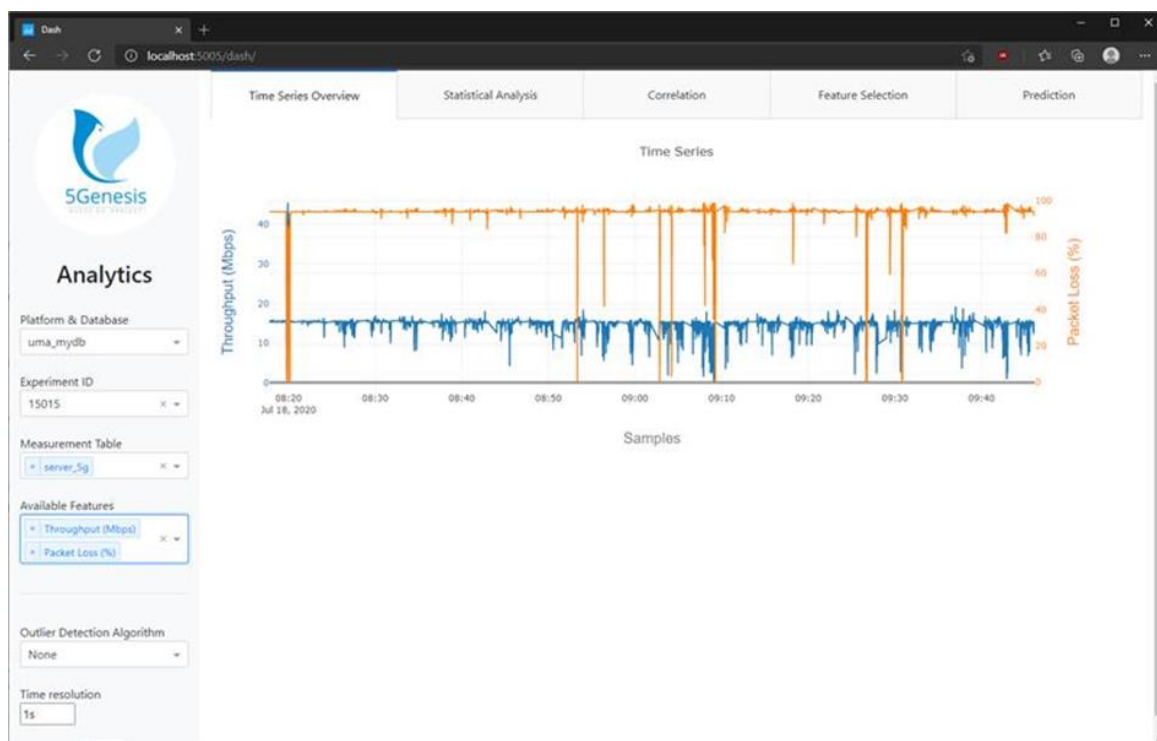 Dash
localhost:5005/dash/
5Genesis
Analytics
Platform & Database
uma_mydb
Experiment ID
15015
Measurement Table
server_5g
Available Features
Throughput (Mbps)
Packet Loss (%)
Outlier Detection Algorithm
None
Time resolution
1s
Time Series Overview
Statistical Analysis
Correlation
Feature Selection
Prediction
Time Series
Throughput (Mbps)
40
30
20
10
0
100
80
60
40
20
0
Packet Loss (%)
08:20 08:30 08:40 08:50 09:00 09:10 09:20 09:30 09:40
Jul 18, 2020
Samples